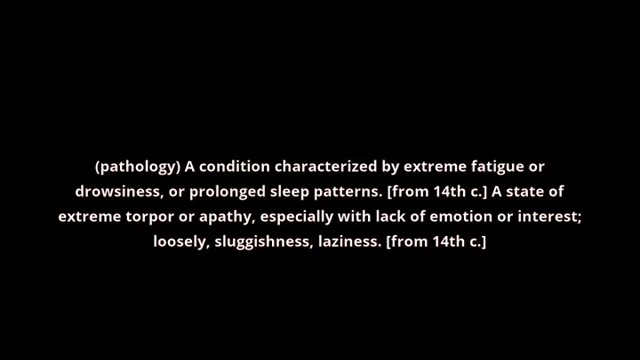 (pathology) A condition characterized by extreme fatigue or
drowsiness, or prolonged sleep patterns. [from 14th c.] A state of
extreme torpor or apathy, especially with lack of emotion or interest;
loosely, sluggishness, laziness. [from 14th c.]